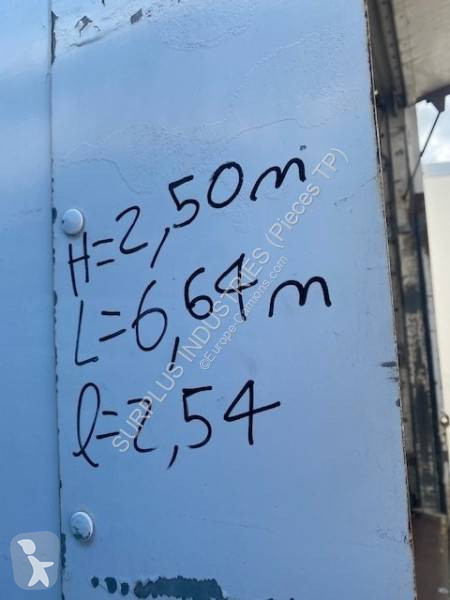 H=2,50m
L=6,64m
l=2,54
SURPLUS INDUSTRIES (Pieces TP)
©Europe-Camions.com